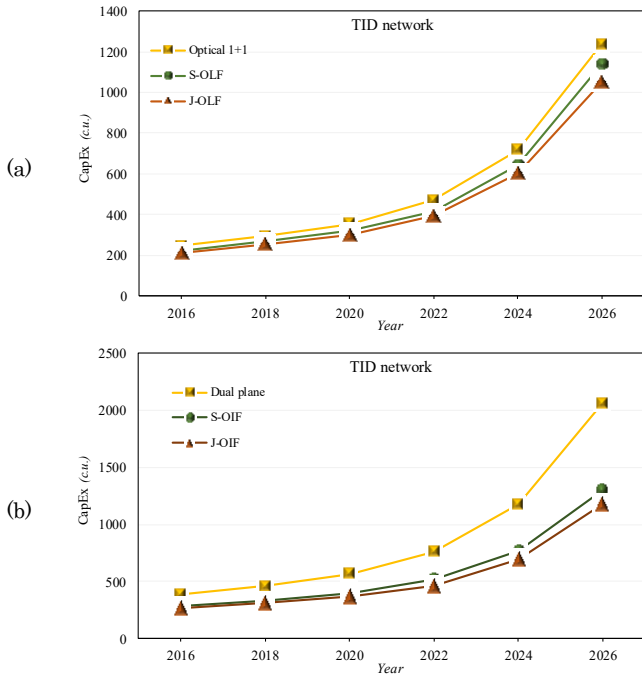 TID network
1400
Optical 1+1
1200
S-OLF
1000
J-OLF
800
CapEx (c.u.)
(a)
600
400
200
0
2016 2018 2020 2022 2024 2026
Year
2500
TID network
Dual plane
2000
S-OIF
J-OIF
1500
CapEx (c.u.)
(b)
1000
500
0
2016 2018 2020 2022 2024 2026
Year